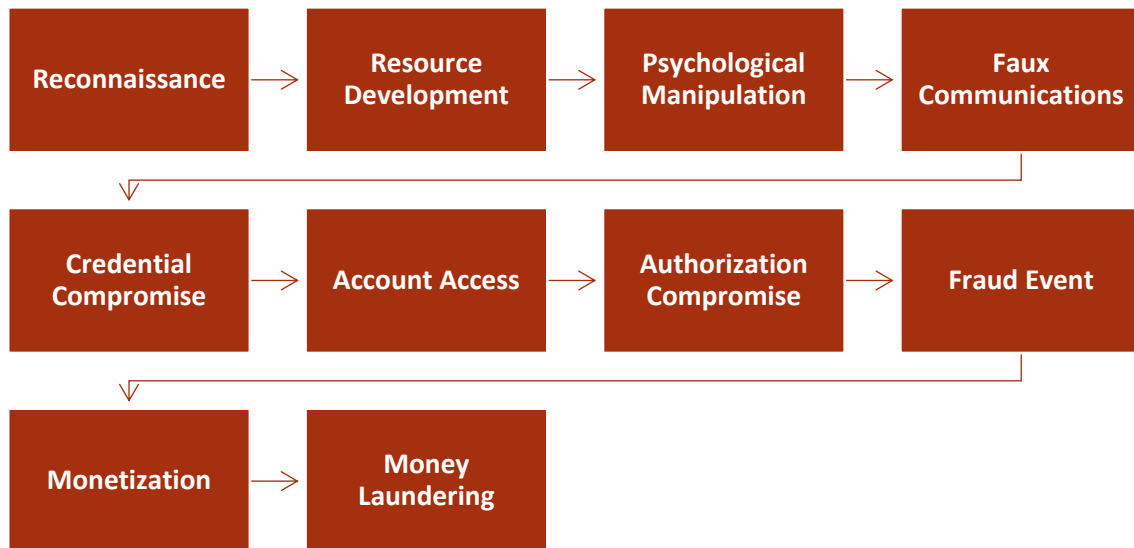 Reconnaissance
Resource
Development
Psychological
Manipulation
Faux
Communications
Credential
Compromise
Account Access
Authorization
Compromise
Fraud Event
Monetization
Money
Laundering